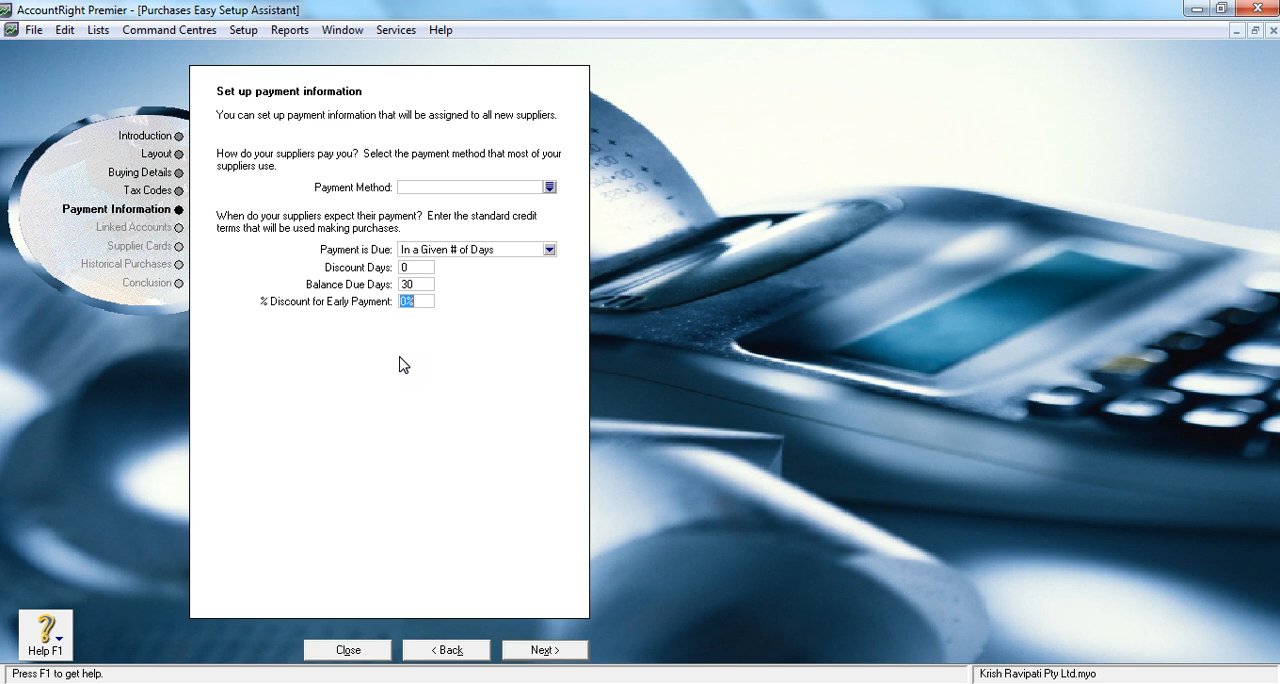 AccountRight Premier - [Purchases Easy Setup Assistant]
File Edit Lists Command Centres Setup Reports Window Services Help
Set up payment information
You can set up payment information that will be assigned to all new suppliers.
Introduction
Layout
Buying Details
Tax Codes
Payment Information
Linked Accounts
Supplier Cards
Historical Purchases
Conclusion
How do your suppliers pay you? Select the payment method that most of your
suppliers use.
Payment Method:
When do your suppliers expect their payment? Enter the standard credit
terms that will be used making purchases.
Payment is Due: In a Given # of Days
Discount Days: 0
Balance Due Days: 30
% Discount for Early Payment: 0%
Help F1
Close < Back Next >
Press F1 to get help. Krish Ravipati Pty Ltd.myo